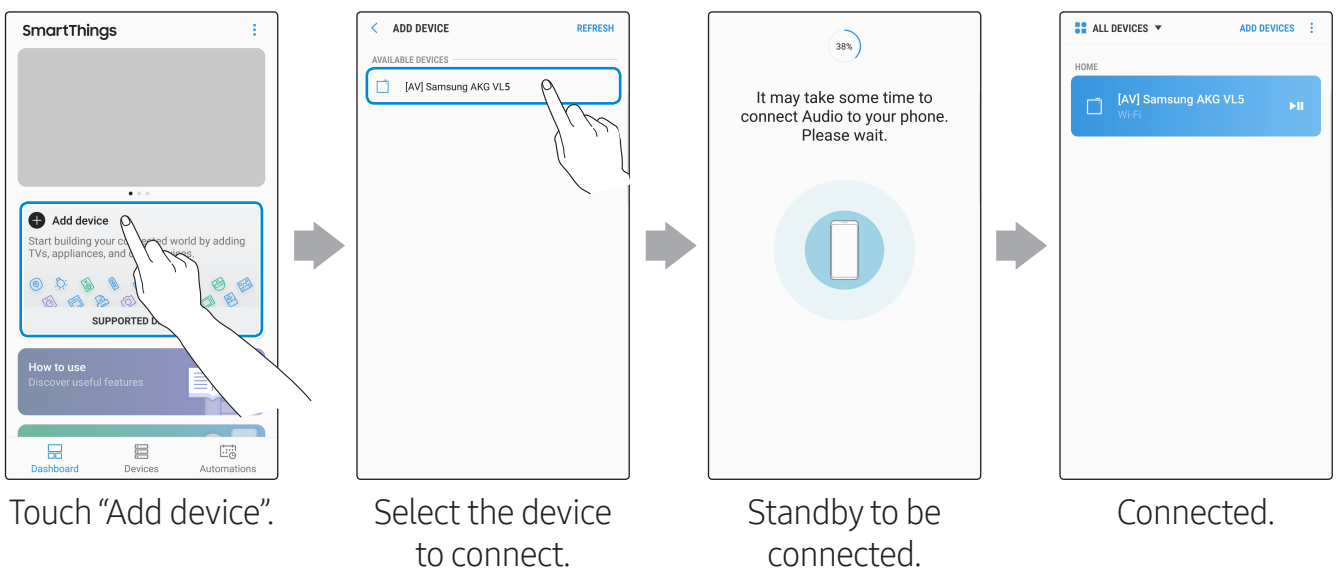 SmartThings
Add device
Start building your world by adding
TVs, appliances, and
SUPPORTED
How to use
Discover useful features
Dashboard Devices Automations
Touch “Add device”.
ADD DEVICE REFRESH
AVAILABLE DEVICES
[AV] Samsung AKG VL5
Select the device
to connect.
38%
It may take some time to
connect Audio to your phone.
Please wait.
Standby to be
connected.
ALL DEVICES ADD DEVICES
HOME
[AV] Samsung AKG VL5
Wi-Fi
Connected.